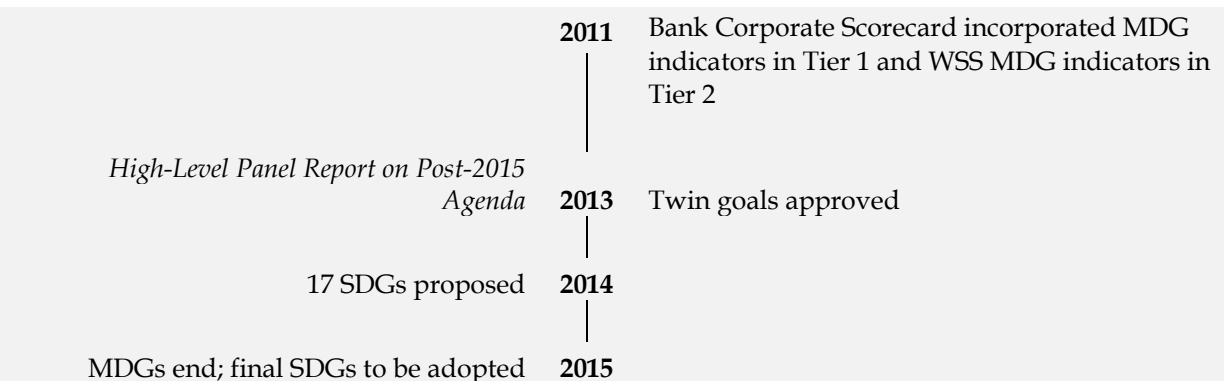 2011 Bank Corporate Scorecard incorporated MDG
indicators in Tier 1 and WSS MDG indicators in
Tier 2
High-Level Panel Report on Post-2015
Agenda 2013 Twin goals approved
17 SDGs proposed 2014
MDGs end; final SDGs to be adopted 2015